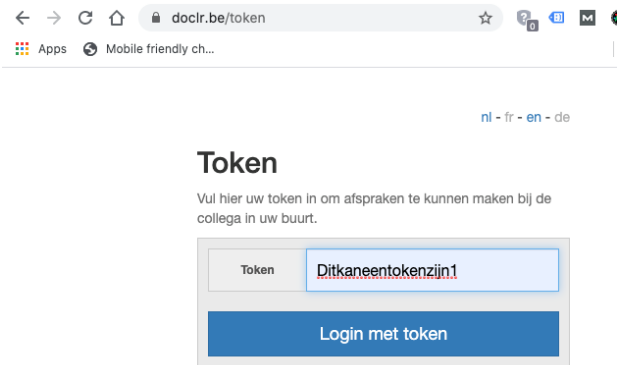 doclr.be/token
0
M
Apps Mobile friendly ch...
nl - fr - en - de
Token
Vul hier uw token in om afspraken te kunnen maken bij de
collega in uw buurt.
Token Ditkaneentokenzijn1
Login met token